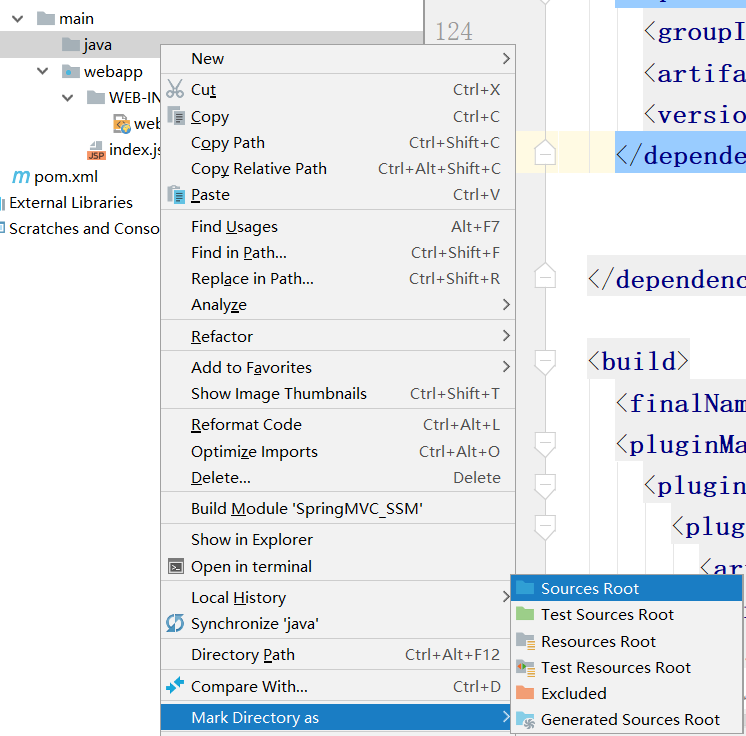 main
java
webapp
WEB-IN
web
index.js
pom.xml
External Libraries
Scratches and Conso
New
Cut Ctrl+X
Copy Ctrl+C
Copy Path Ctrl+Shift+C
Copy Relative Path Ctrl+Alt+Shift+C
Paste Ctrl+V
Find Usages Alt+F7
Find in Path... Ctrl+Shift+F
Replace in Path... Ctrl+Shift+R
Analyze
Refactor
Add to Favorites
Show Image Thumbnails Ctrl+Shift+T
Reformat Code Ctrl+Alt+L
Optimize Imports Ctrl+Alt+O
Delete... Delete
Build Module 'SpringMVC_SSM'
Show in Explorer
Open in terminal
Local History
Synchronize 'java'
Directory Path Ctrl+Alt+F12
Compare With... Ctrl+D
Mark Directory as
Sources Root
Test Sources Root
Resources Root
Test Resources Root
Excluded
Generated Sources Root
124
<groupI
<artifa
<versio
</depende
</dependenc
<build>
<finalNam
<pluginMa
<plugin
<plug
<ar